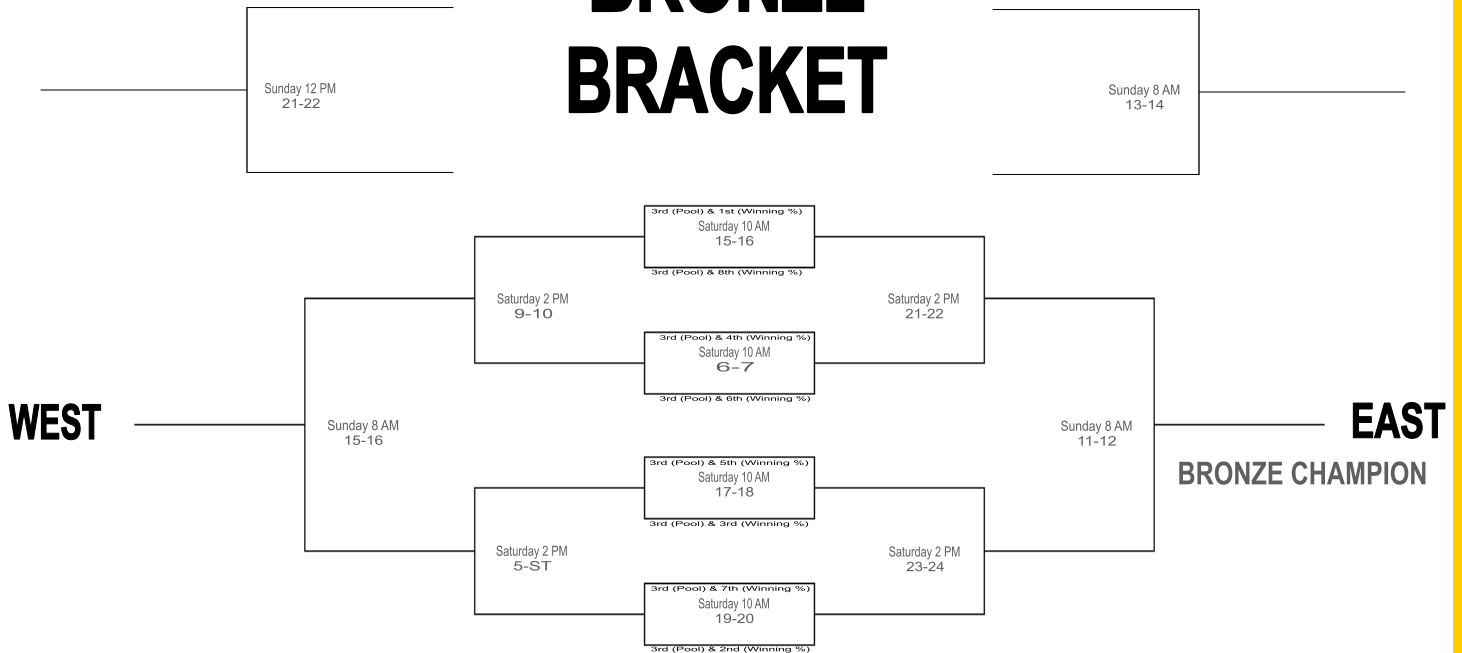 BRONZE
BRACKET
Sunday 12 PM
21-22
Sunday 8 AM
13-14
3rd (Pool) & 1st (Winning %)
Saturday 10 AM
15-16
3rd (Pool) & 8th (Winning %)
Saturday 2 PM
9-10
Saturday 2 PM
21-22
3rd (Pool) & 4th (Winning %)
Saturday 10 AM
6-7
3rd (Pool) & 6th (Winning %)
WEST
Sunday 8 AM
15-16
Sunday 8 AM
11-12
EAST
BRONZE CHAMPION
3rd (Pool) & 5th (Winning %)
Saturday 10 AM
17-18
3rd (Pool) & 3rd (Winning %)
Saturday 2 PM
5-ST
Saturday 2 PM
23-24
3rd (Pool) & 7th (Winning %)
Saturday 10 AM
19-20
3rd (Pool) & 2nd (Winning %)